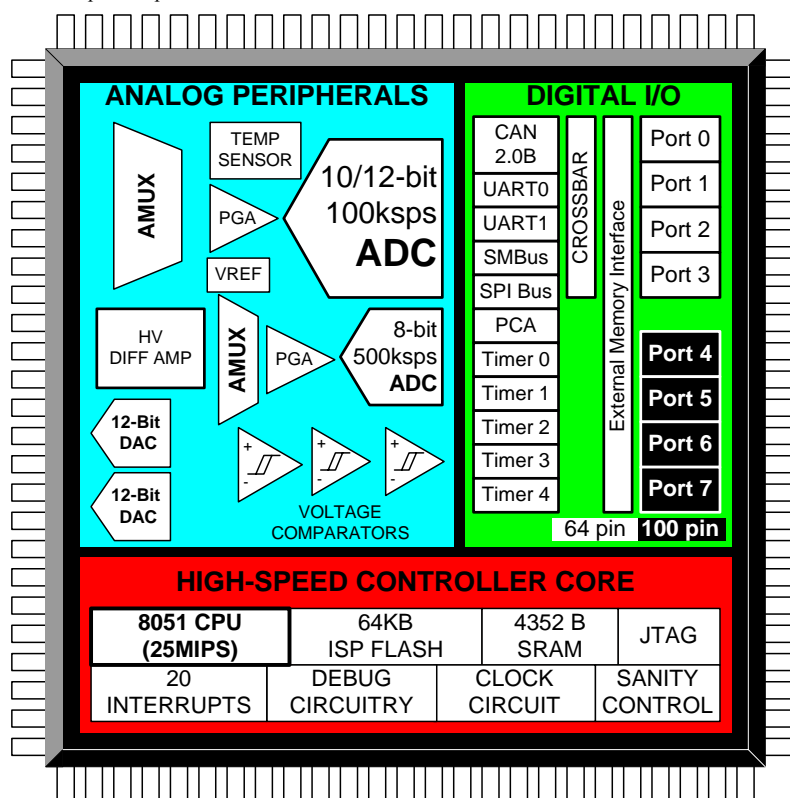 ANALOG PERIPHERALS
AMUX
TEMP
SENSOR
PGA
VREF
10/12-bit
100ksps
ADC
HV
DIFF AMP
AMUX
PGA
8-bit
500ksps
ADC
12-Bit
DAC
12-Bit
DAC
+
-
+
-
+
-
VOLTAGE
COMPARATORS
DIGITAL I/O
CAN
2.0B
UART0
UART1
SMBus
SPI Bus
PCA
Timer 0
Timer 1
Timer 2
Timer 3
Timer 4
CROSSBAR
External Memory Interface
Port 0
Port 1
Port 2
Port 3
Port 4
Port 5
Port 6
Port 7
64 pin
100 pin
HIGH-SPEED CONTROLLER CORE
8051 CPU
(25MIPS)
64KB
ISP FLASH
4352 B
SRAM
JTAG
20
INTERRUPTS
DEBUG
CIRCUITRY
CLOCK
CIRCUIT
SANITY
CONTROL